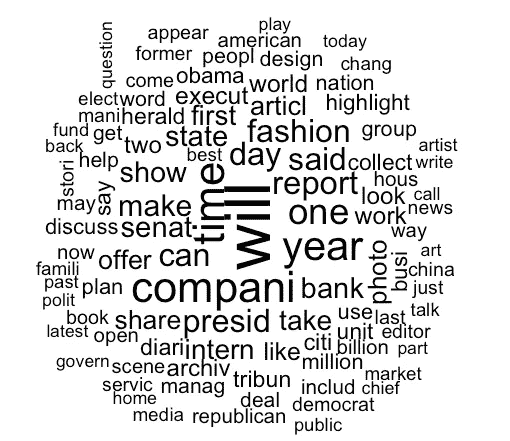 play
question appear american today
former peopl design chang
come obama world nation
elect word execut articl highlight
mani herald first fashion group
fund get two state
back best day said artist
stori help show collect write
say time will report hous
may make one look call
discuss senat work news
now offer can year way
famili photo art
past plan compani bank busi china
polit just
book share presid take use last talk
latest open unit editor
diari intern like citi billion part
govern scene archiv million
servic manag tribun includ market
home deal chief
media republican democrat
public